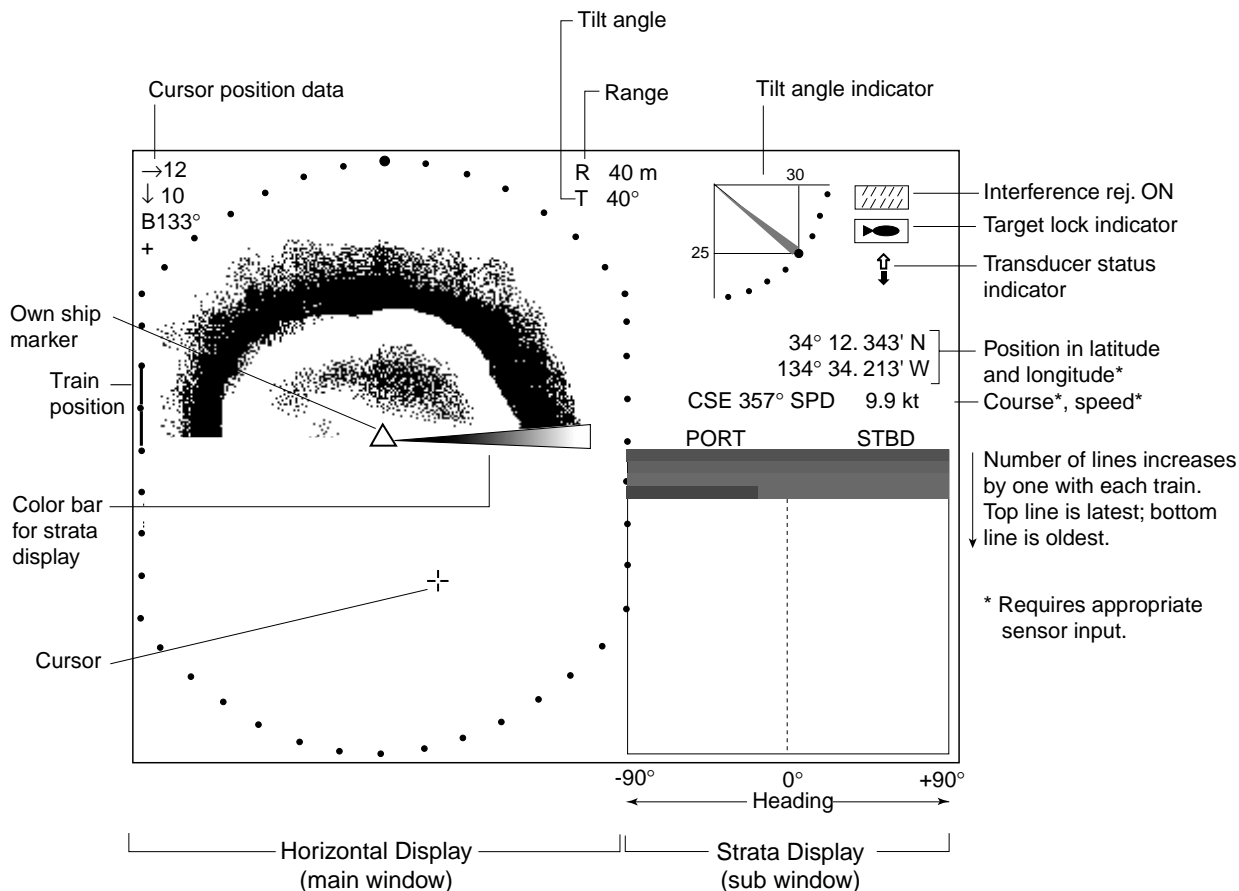 Tilt angle
Cursor position data
Range
Tilt angle indicator
→12
↓ 10
B133°
+
R 40 m
T 40°
30
25
Interference rej. ON
Target lock indicator
Transducer status
indicator
Own ship
marker
Train
position
34° 12. 343' N
134° 34. 213' W
Position in latitude
and longitude*
CSE 357° SPD 9.9 kt
Course*, speed*
PORT STBD
Number of lines increases
by one with each train.
Top line is latest; bottom
line is oldest.
Color bar
for strata
display
* Requires appropriate
sensor input.
Cursor
-90° 0° +90°
Heading
Horizontal Display
(main window)
Strata Display
(sub window)